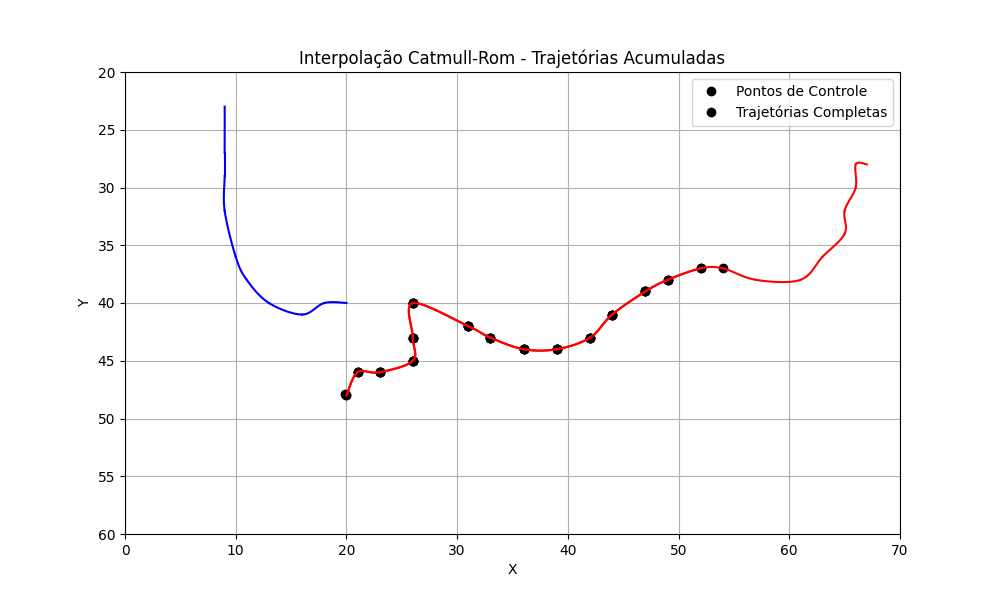 Interpolação Catmull-Rom - Trajetórias Acumuladas
Pontos de Controle
Trajetórias Completas
Y
20
25
30
35
40
45
50
55
60
0 10 20 30 40 50 60 70
X